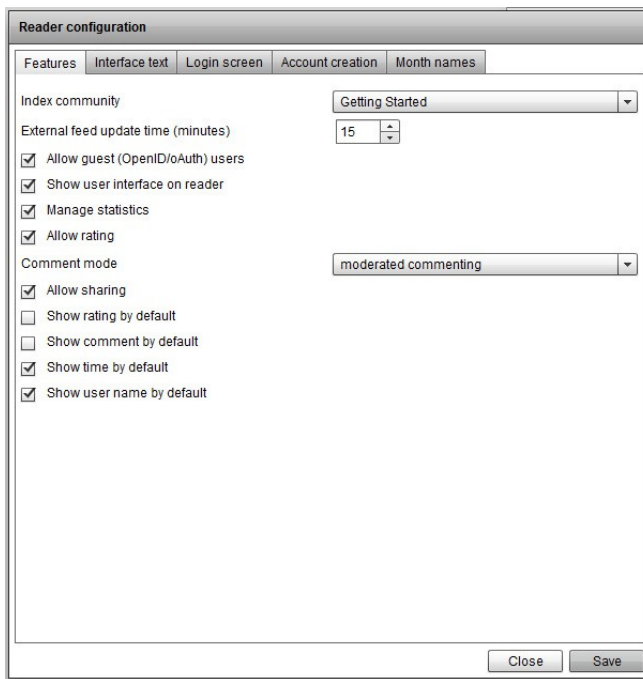 Reader configuration
Features Interface text Login screen Account creation Month names
Index community Getting Started
External feed update time (minutes) 15
Allow guest (OpenID/oAuth) users
Show user interface on reader
Manage statistics
Allow rating
Comment mode moderated commenting
Allow sharing
Show rating by default
Show comment by default
Show time by default
Show user name by default
Close Save